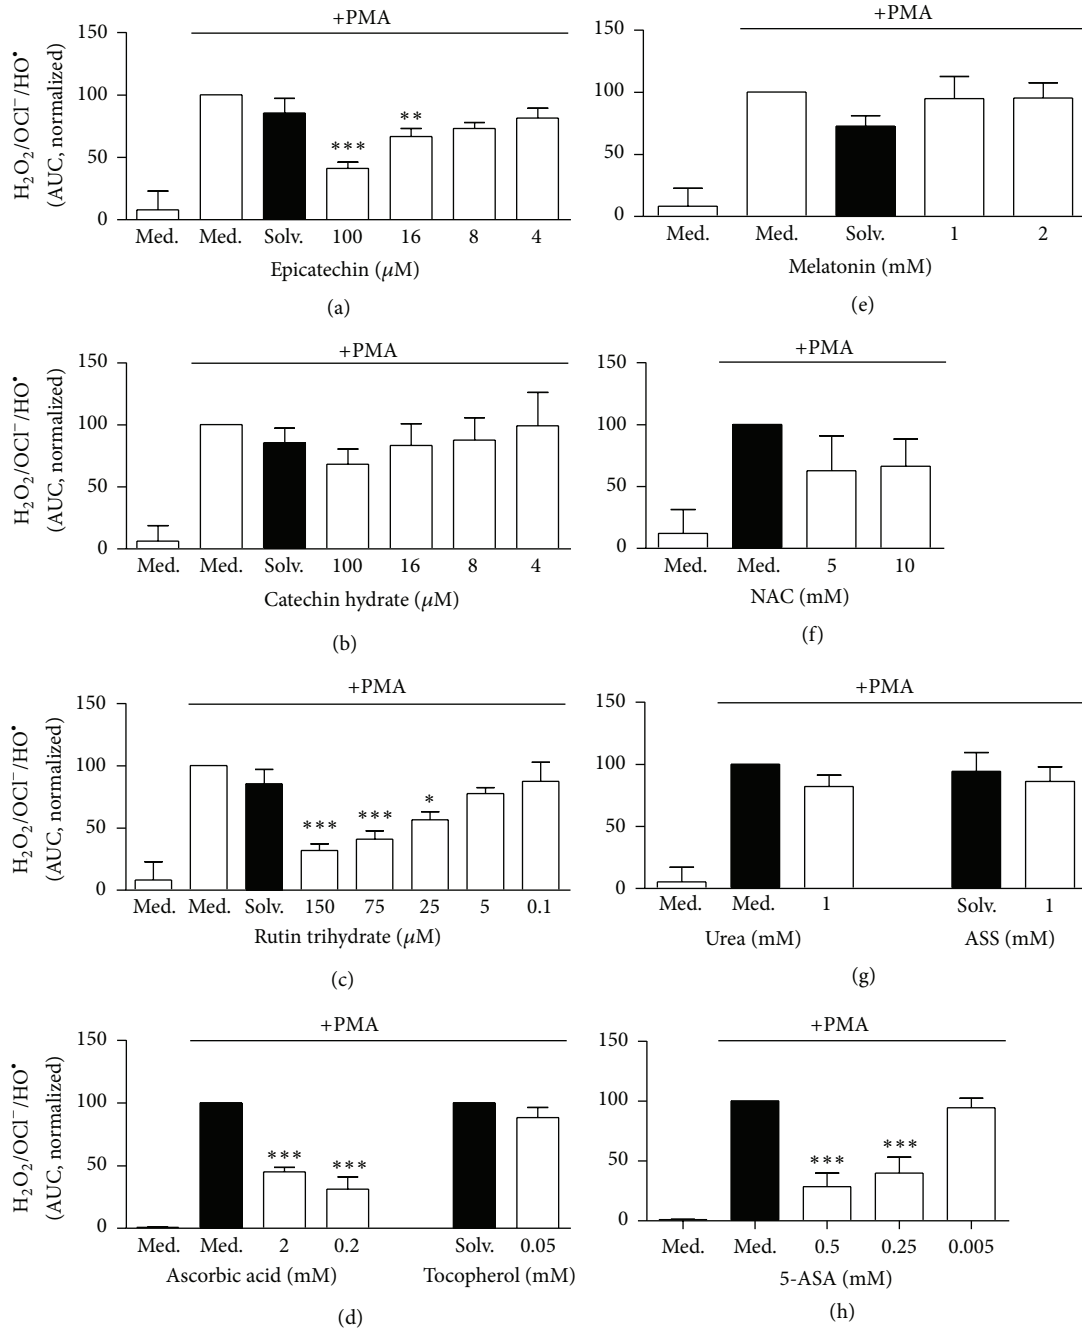 +PMA
H₂O₂/OCl⁻/HO•
(AUC, normalized)
150
100
50
0
*** **
Med. Med. Solv. 100 16 8 4
Epicatechin (μM)
(a)
+PMA
150
100
50
0
Med. Med. Solv. 1 2
Melatonin (mM)
(e)
+PMA
H₂O₂/OCl⁻/HO•
(AUC, normalized)
150
100
50
0
Med. Med. Solv. 100 16 8 4
Catechin hydrate (μM)
(b)
+PMA
150
100
50
0
Med. Med. 5 10
NAC (mM)
(f)
+PMA
H₂O₂/OCl⁻/HO•
(AUC, normalized)
150
100
50
0
*** *** *
Med. Med. Solv. 150 75 25 5 0.1
Rutin trihydrate (μM)
(c)
+PMA
150
100
50
0
Med. Med. 1 Solv. 1
Urea (mM) ASS (mM)
(g)
+PMA
H₂O₂/OCl⁻/HO•
(AUC, normalized)
150
100
50
0
*** ***
Med. Med. 2 0.2 Solv. 0.05
Ascorbic acid (mM) Tocopherol (mM)
(d)
+PMA
150
100
50
0
*** ***
Med. Med. 0.5 0.25 0.005
5-ASA (mM)
(h)